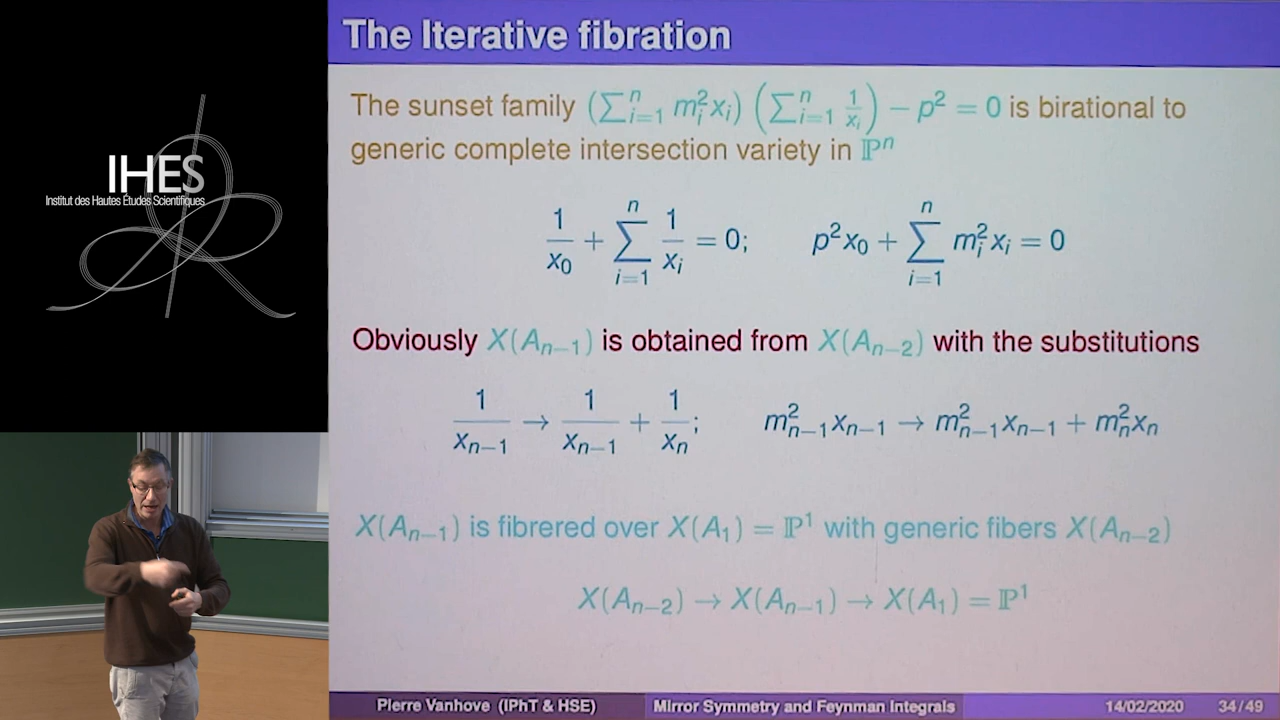 IHES
Institut des Hautes Études Scientifiques
The Iterative fibration
The sunset family (∑ⁿᵢ₌₁ mᵢ²xᵢ) (∑ⁿᵢ₌₁ 1/xᵢ) − p² = 0 is birational to
generic complete intersection variety in ℙⁿ
1/x₀ + ∑ⁿᵢ₌₁ 1/xᵢ = 0; p²x₀ + ∑ⁿᵢ₌₁ mᵢ²xᵢ = 0
Obviously X(Aₙ₋₁) is obtained from X(Aₙ₋₂) with the substitutions
1/xₙ₋₁ → 1/xₙ₋₁ + 1/xₙ; m²ₙ₋₁xₙ₋₁ → m²ₙ₋₁xₙ₋₁ + m²ₙxₙ
X(Aₙ₋₁) is fibrered over X(A₁) = ℙ¹ with generic fibers X(Aₙ₋₂)
X(Aₙ₋₂) → X(Aₙ₋₁) → X(A₁) = ℙ¹
Pierre Vanhove (IPhT & HSE) Mirror Symmetry and Feynman Integrals 14/02/2020 34/49